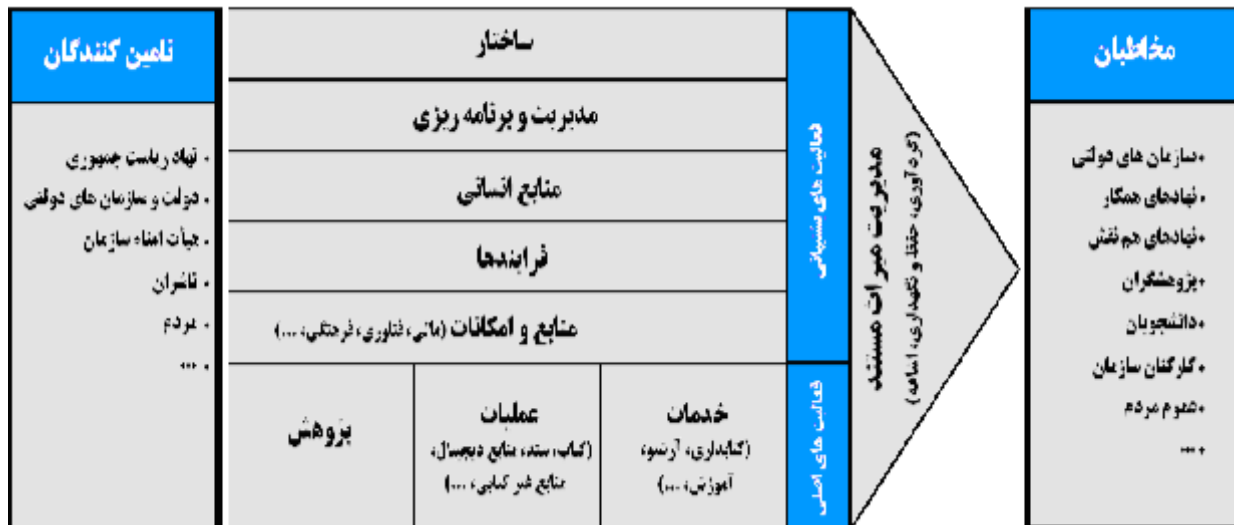 مخاطبان
•سازمان های دولتی
•نهادهای همکار
•نهادهای هم نقش
•پژوهشگران
•دانشجویان
•کارکنان سازمان
•عموم مردم
• ...
مدیریت میراث مستند
(گردآوری، حفظ و نگهداری، اشاعه)
فعالیت های پشتیبانی
ساختار
مدیریت و برنامه ریزی
منابع انسانی
فرایندها
منابع و امکانات (مالی، فناوری، فرهنگی، ...)
فعالیت های اصلی
خدمات
(کتابداری، آرشیو،
آموزش، ...)
عملیات
(کتاب، سند، منابع دیجیتال،
منابع غیر کتابی، ...)
پژوهش
تامین کنندگان
• نهاد ریاست جمهوری
• دولت و سازمان های دولتی
• هیأت امناء سازمان
• ناشران
• مردم
• ...